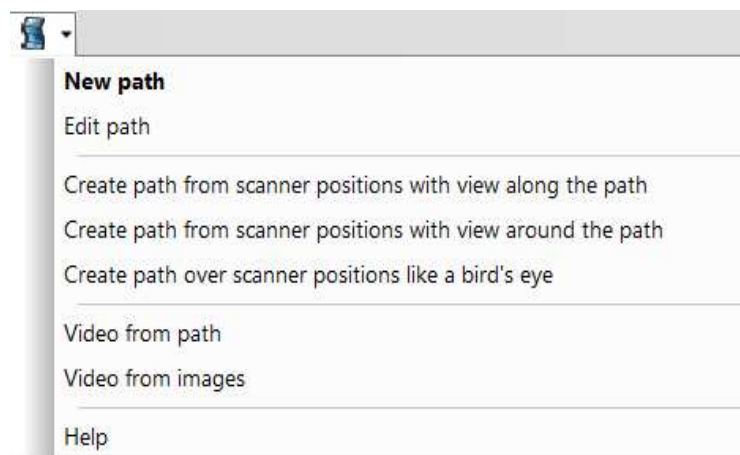 New path
Edit path
Create path from scanner positions with view along the path
Create path from scanner positions with view around the path
Create path over scanner positions like a bird's eye
Video from path
Video from images
Help